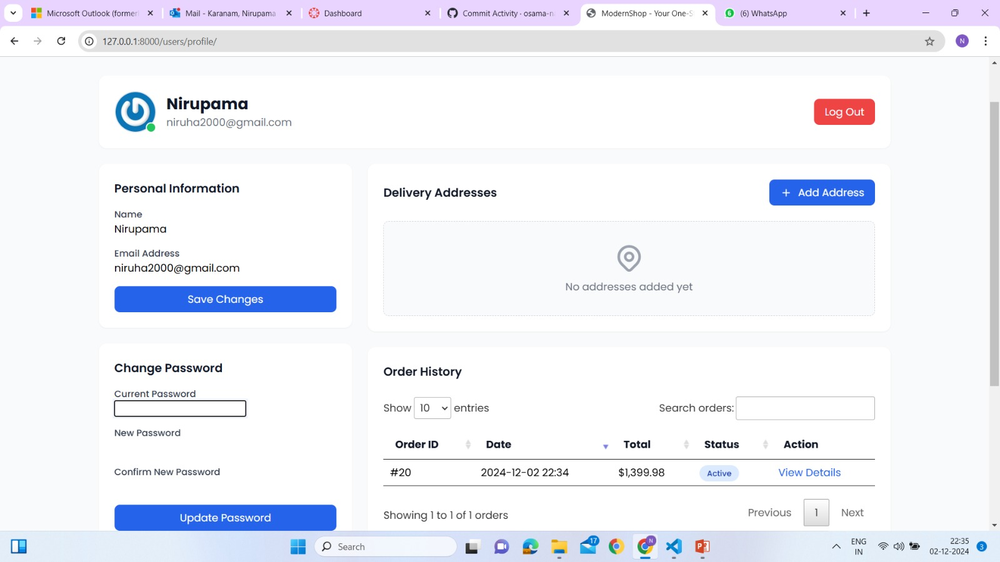 Microsoft Outlook (former
Mail - Karanam, Nirupama
Dashboard
Commit Activity · osama-n
ModernShop - Your One-S
6
(6) WhatsApp
127.0.0.1:8000/users/profile/
N
Nirupama
niruha2000@gmail.com
Log Out
Personal Information
Name
Nirupama
Email Address
niruha2000@gmail.com
Save Changes
Delivery Addresses
+ Add Address
No addresses added yet
Change Password
Current Password
New Password
Confirm New Password
Update Password
Order History
Show 10 entries
Search orders:
Order ID Date Total Status Action
#20 2024-12-02 22:34 $1,399.98 Active View Details
Showing 1 to 1 of 1 orders
Previous 1 Next
Search
17
N
ENG
IN
22:35
02-12-2024
3